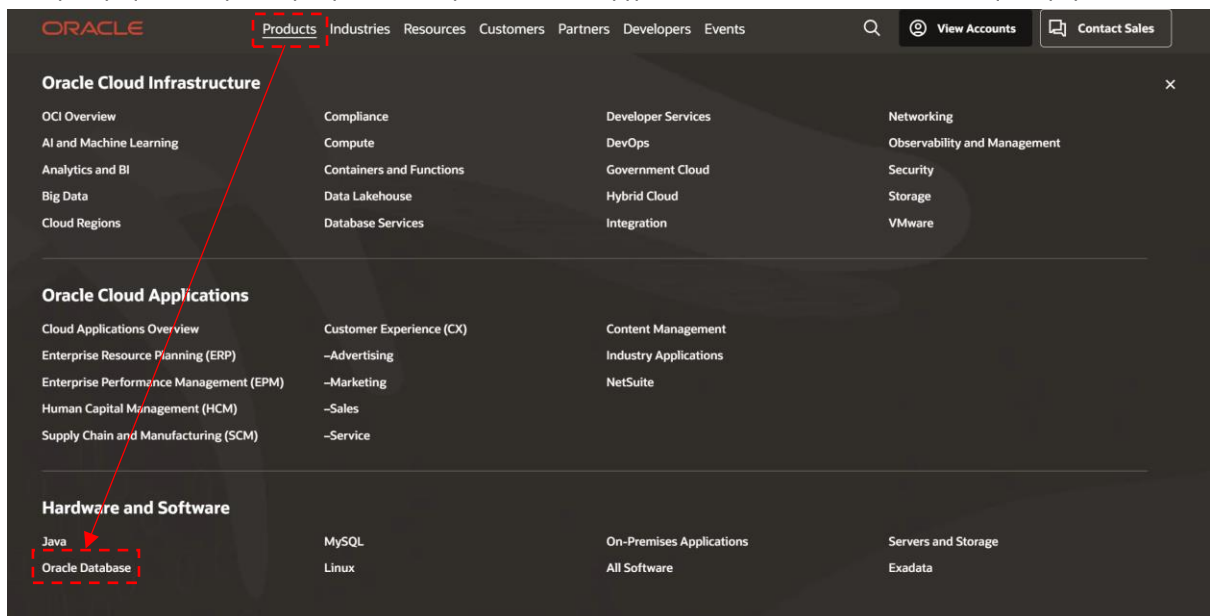 ORACLE Products Industries Resources Customers Partners Developers Events View Accounts Contact Sales
Oracle Cloud Infrastructure
OCI Overview Compliance Developer Services Networking
AI and Machine Learning Compute DevOps Observability and Management
Analytics and BI Containers and Functions Government Cloud Security
Big Data Data Lakehouse Hybrid Cloud Storage
Cloud Regions Database Services Integration VMware
Oracle Cloud Applications
Cloud Applications Overview Customer Experience (CX) Content Management
Enterprise Resource Planning (ERP) –Advertising Industry Applications
Enterprise Performance Management (EPM) –Marketing NetSuite
Human Capital Management (HCM) –Sales
Supply Chain and Manufacturing (SCM) –Service
Hardware and Software
Java MySQL On-Premises Applications Servers and Storage
Oracle Database Linux All Software Exadata